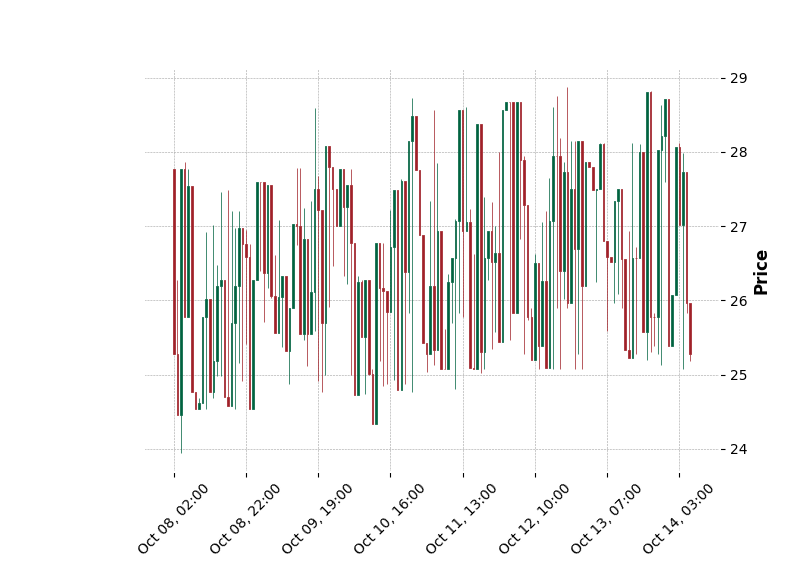 29
28
27
26
25
24
Price
Oct 08, 02:00
Oct 08, 22:00
Oct 09, 19:00
Oct 10, 16:00
Oct 11, 13:00
Oct 12, 10:00
Oct 13, 07:00
Oct 14, 03:00